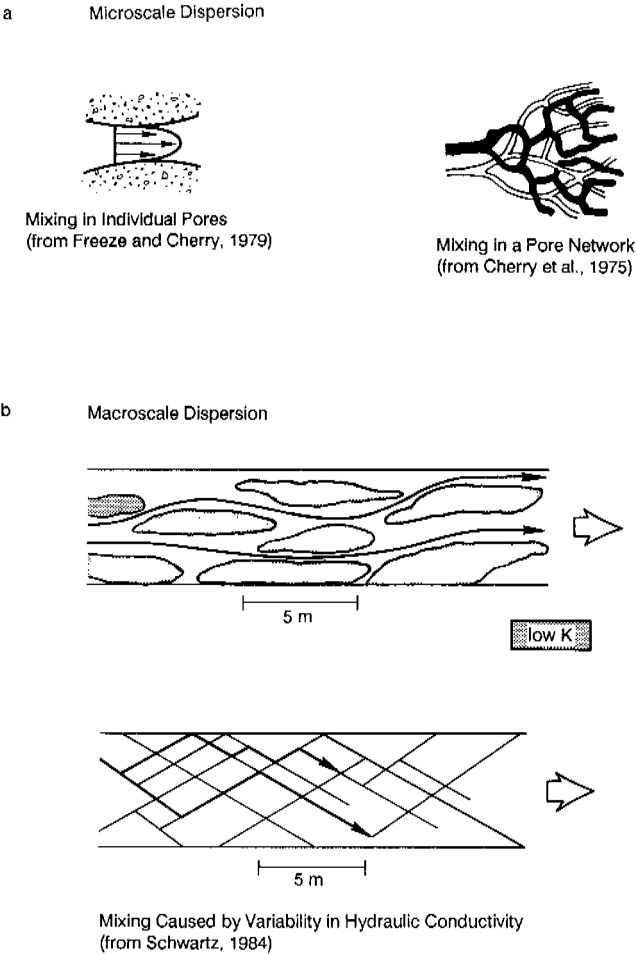 a Microscale Dispersion
Mixing in Individual Pores
(from Freeze and Cherry, 1979)
Mixing in a Pore Network
(from Cherry et al., 1975)
b Macroscale Dispersion
5 m
low K
5 m
Mixing Caused by Variability in Hydraulic Conductivity
(from Schwartz, 1984)